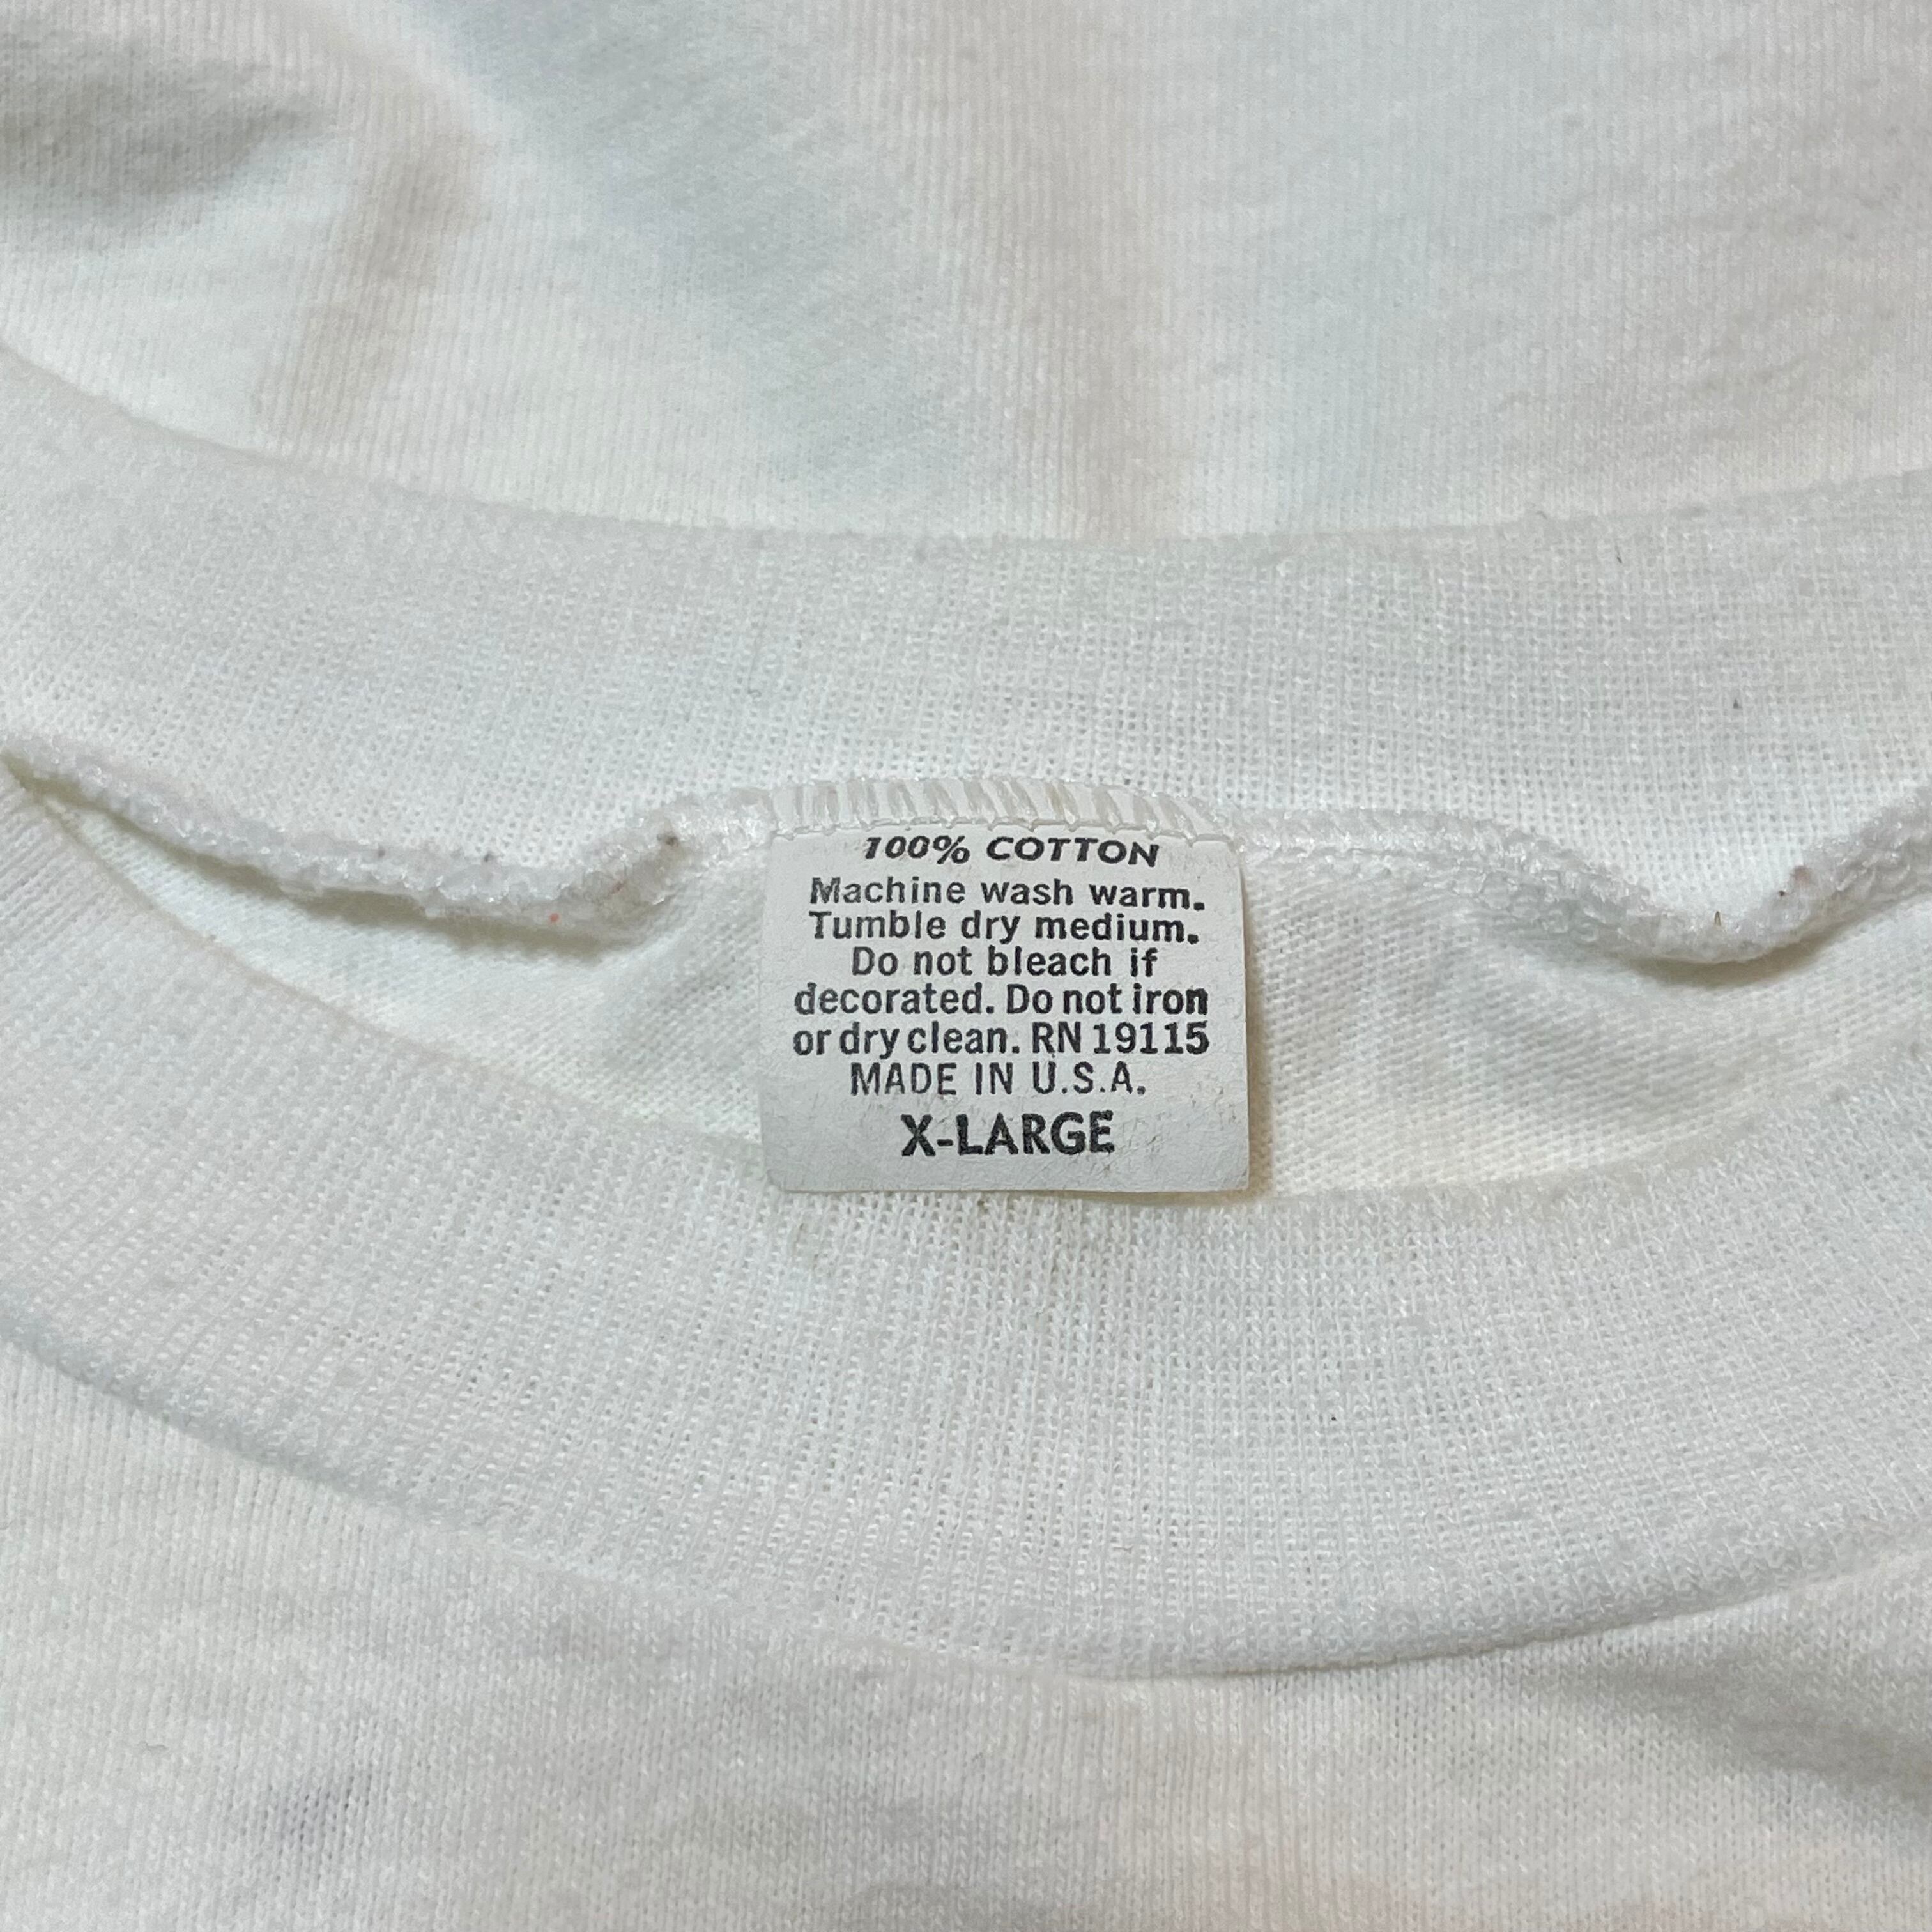 100% COTTON
Machine wash warm.
Tumble dry medium.
Do not bleach if
decorated. Do not iron
or dry clean. RN 19115
MADE IN U.S.A.
X-LARGE